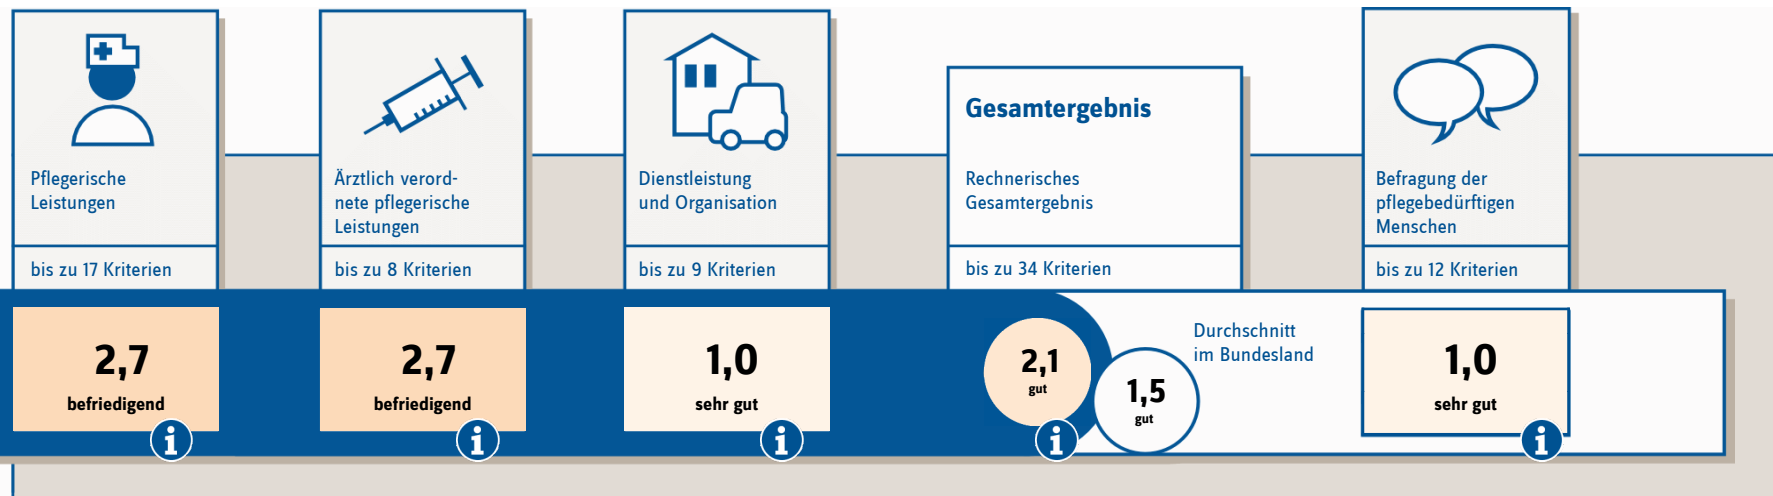 Pflegerische
Leistungen
bis zu 17 Kriterien
2,7
befriedigend
i
Ärztlich verord-
nete pflegerische
Leistungen
bis zu 8 Kriterien
2,7
befriedigend
i
Dienstleistung
und Organisation
bis zu 9 Kriterien
1,0
sehr gut
i
Gesamtergebnis
Rechnerisches
Gesamtergebnis
bis zu 34 Kriterien
2,1
gut
i
1,5
gut
Durchschnitt
im Bundesland
Befragung der
pflegebedürftigen
Menschen
bis zu 12 Kriterien
1,0
sehr gut
i